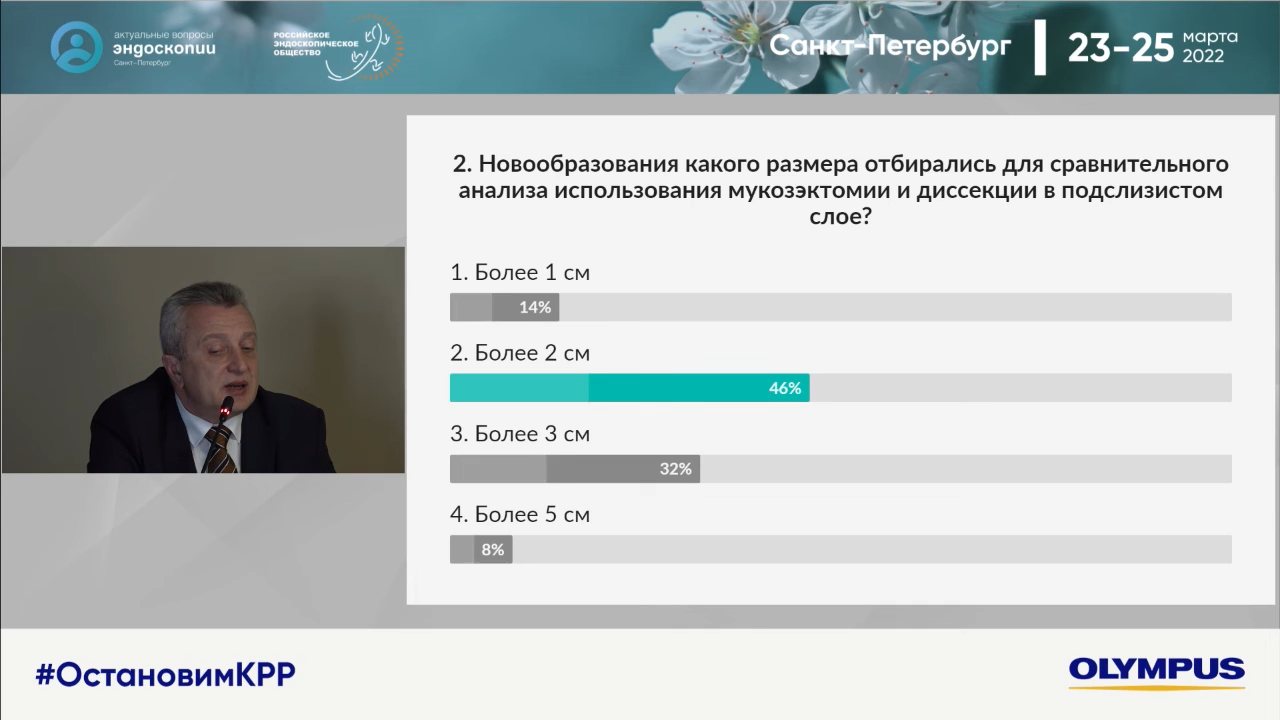 актуальные вопросы
эндоскопии
Санкт-Петербург
РОССИЙСКОЕ
ЭНДОСКОПИЧЕСКОЕ
ОБЩЕСТВО
Санкт-Петербург
23-25
марта
2022
2. Новообразования какого размера отбирались для сравнительного
анализа использования мукозэктомии и диссекции в подслизистом
слое?
1. Более 1 см
14%
2. Более 2 см
46%
3. Более 3 см
32%
4. Более 5 см
8%
#ОстановимКРР
OLYMPUS